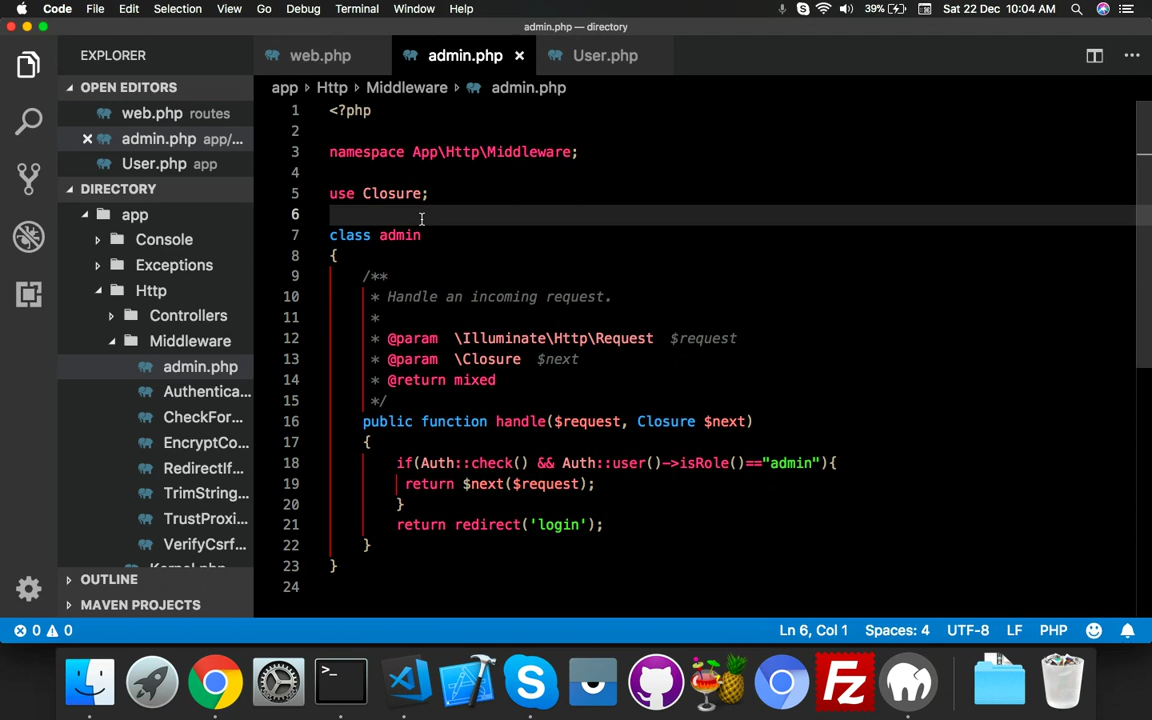 Code File Edit Selection View Go Debug Terminal Window Help 39% Sat 22 Dec 10:04 AM
admin.php — directory
EXPLORER
web.php admin.php × User.php
OPEN EDITORS
app Http Middleware admin.php
web.php routes
admin.php app/...
User.php app
DIRECTORY
app
Console
Exceptions
Http
Controllers
Middleware
admin.php
Authentica...
CheckFor...
EncryptCo...
RedirectIf...
TrimString...
TrustProxi...
VerifyCsrf...
Kernel.php
OUTLINE
MAVEN PROJECTS
1 <?php
2
3 namespace App\Http\Middleware;
4
5 use Closure;
6
7 class admin
8 {
9 /**
10 * Handle an incoming request.
11 *
12 * @param \Illuminate\Http\Request $request
13 * @param \Closure $next
14 * @return mixed
15 */
16 public function handle($request, Closure $next)
17 {
18 if(Auth::check() && Auth::user()->isRole()=="admin"){
19 return $next($request);
20 }
21 return redirect('login');
22 }
23 }
24
0 0 Ln 6, Col 1 Spaces: 4 UTF-8 LF PHP